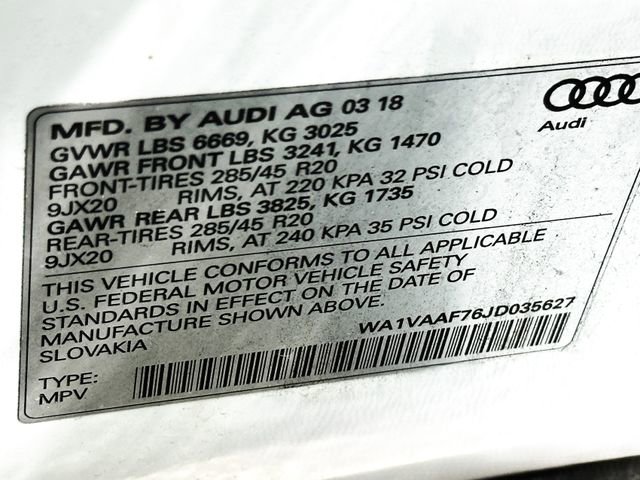 MFD. BY AUDI AG 03 18
GVWR LBS 6669, KG 3025
GAWR FRONT LBS 3241, KG 1470
FRONT-TIRES 285/45 R20
9JX20 RIMS, AT 220 KPA 32 PSI COLD
GAWR REAR LBS 3825, KG 1735
REAR-TIRES 285/45 R20
9JX20 RIMS, AT 240 KPA 35 PSI COLD
THIS VEHICLE CONFORMS TO ALL APPLICABLE
U.S. FEDERAL MOTOR VEHICLE SAFETY
STANDARDS IN EFFECT ON THE DATE OF
MANUFACTURE SHOWN ABOVE.
SLOVAKIA
WA1VAAF76JD035627
TYPE:
MPV
Audi